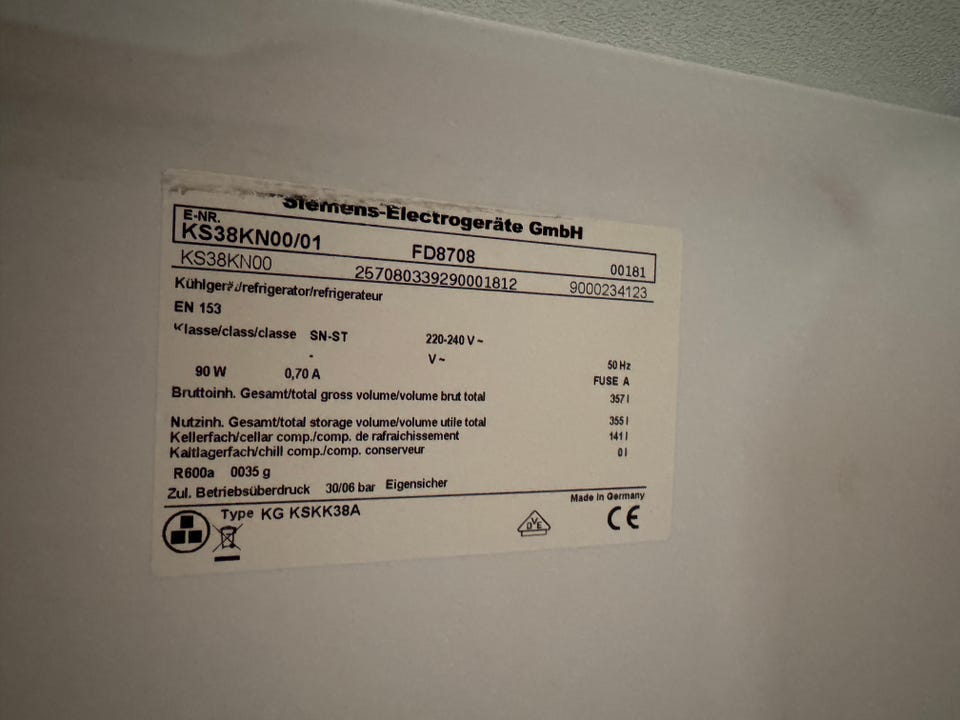 Siemens-Electrogeräte GmbH
E-NR.
KS38KN00/01 FD8708 00181
KS38KN00 257080339290001812 9000234123
Kühlgerät/refrigerator/refrigerateur
EN 153
Klasse/class/classe SN-ST 220-240 V ~
- V ~ 50 Hz
90 W 0,70 A FUSE A
Bruttoinh. Gesamt/total gross volume/volume brut total 357 l
Nutzinh. Gesamt/total storage volume/volume utile total 355 l
Kellerfach/cellar comp./comp. de rafraichissement 141 l
Kaltlagerfach/chill comp./comp. conserveur 0 l
R600a 0035 g
Zul. Betriebsüberdruck 30/06 bar Eigensicher
Made in Germany
Type KG KSKK38A
DVE CE